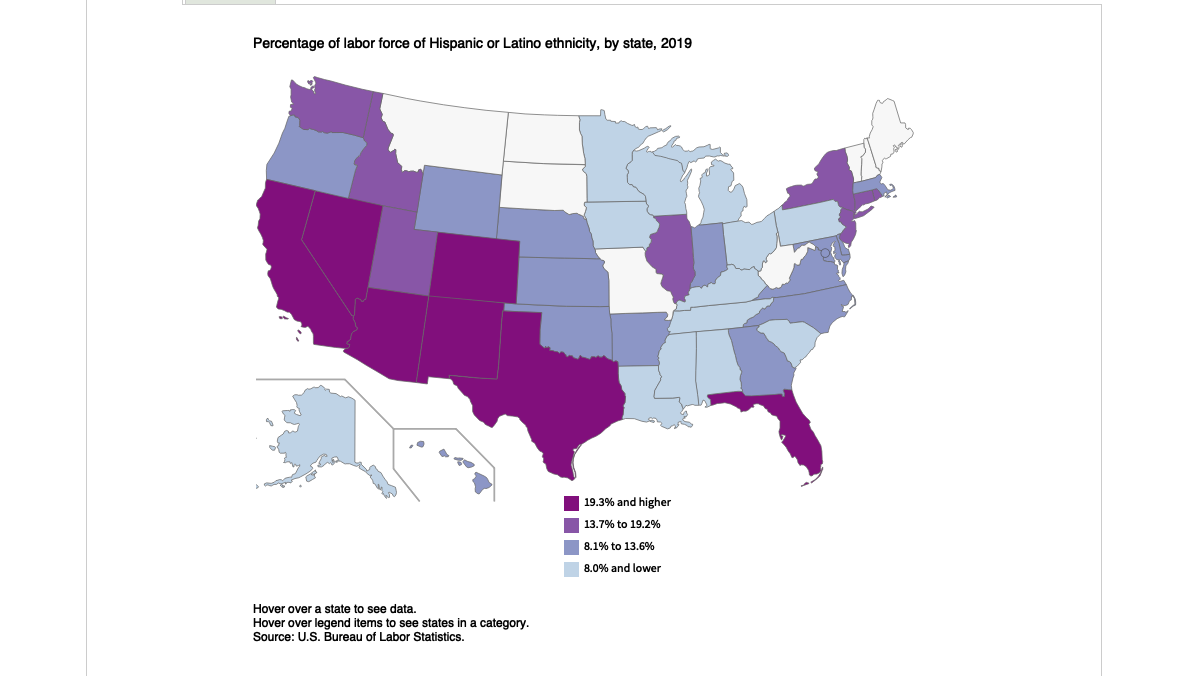 Percentage of labor force of Hispanic or Latino ethnicity, by state, 2019
19.3% and higher
13.7% to 19.2%
8.1% to 13.6%
8.0% and lower
Hover over a state to see data.
Hover over legend items to see states in a category.
Source: U.S. Bureau of Labor Statistics.